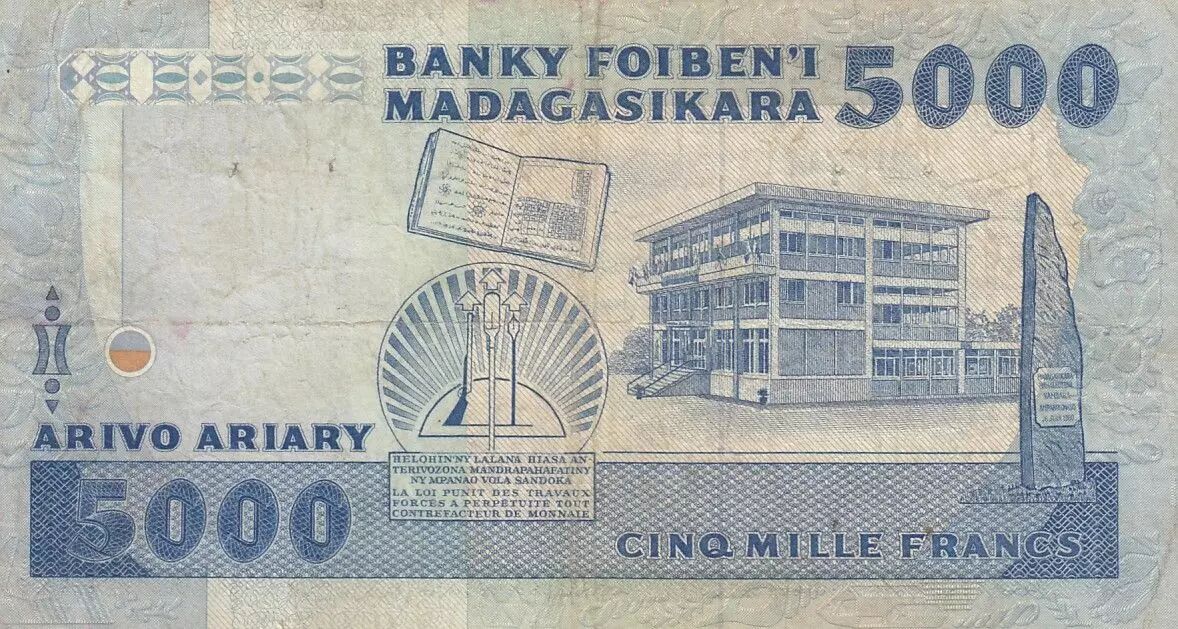 BANKY FOIBEN'I
MADAGASIKARA
5000
ARIVO ARIARY
HELOHIN'NY LALANA HIASA AN-
TERIVOZONA MANDRAPAHAFATINY
NY MPANAO VOLA SANDOKA
LA LOI PUNIT DES TRAVAUX
FORCES A PERPÉTUITE TOUT
CONTREFACTEUR DE MONNAIE
5000
CINQ MILLE FRANCS